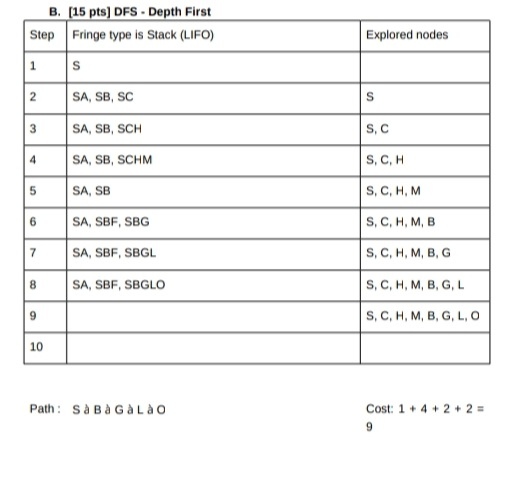 B. [15 pts] DFS - Depth First
Step Fringe type is Stack (LIFO) Explored nodes
1 S
2 SA, SB, SC S
3 SA, SB, SCH S, C
4 SA, SB, SCHM S, C, H
5 SA, SB S, C, H, M
6 SA, SBF, SBG S, C, H, M, B
7 SA, SBF, SBGL S, C, H, M, B, G
8 SA, SBF, SBGLO S, C, H, M, B, G, L
9 S, C, H, M, B, G, L, O
10
Path : S à B à G à L à O Cost: 1 + 4 + 2 + 2 =
9